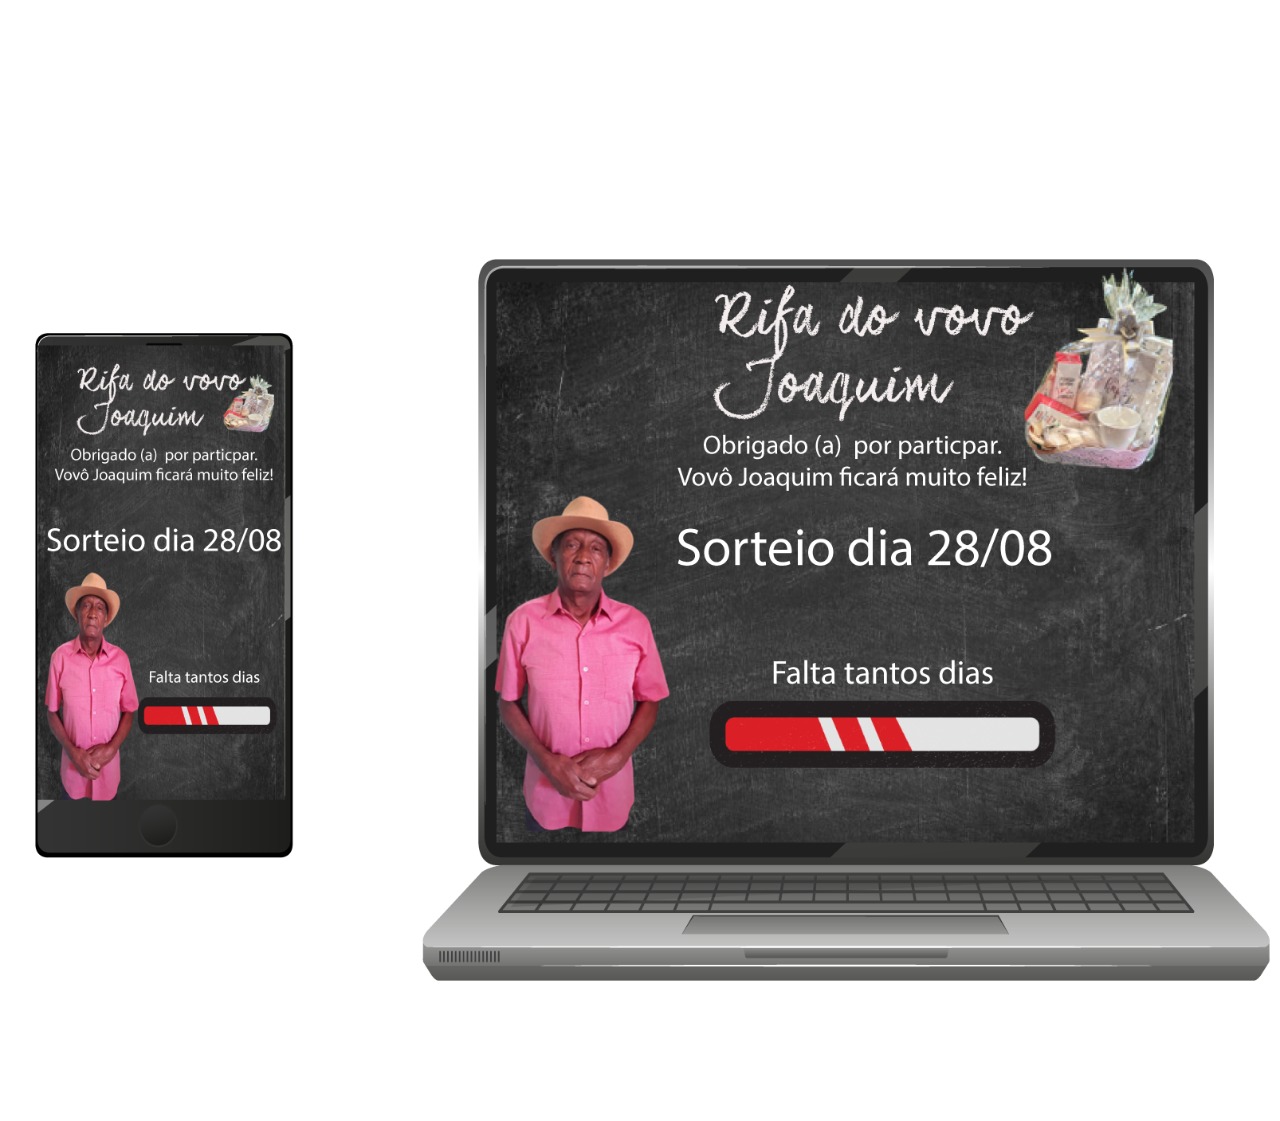 Rifa do vovo
Joaquim
Obrigado (a) por particpar.
Vovô Joaquim ficará muito feliz!
Sorteio dia 28/08
Falta tantos dias
Rifa do vovo
Joaquim
Obrigado (a) por particpar.
Vovô Joaquim ficará muito feliz!
Sorteio dia 28/08
Falta tantos dias